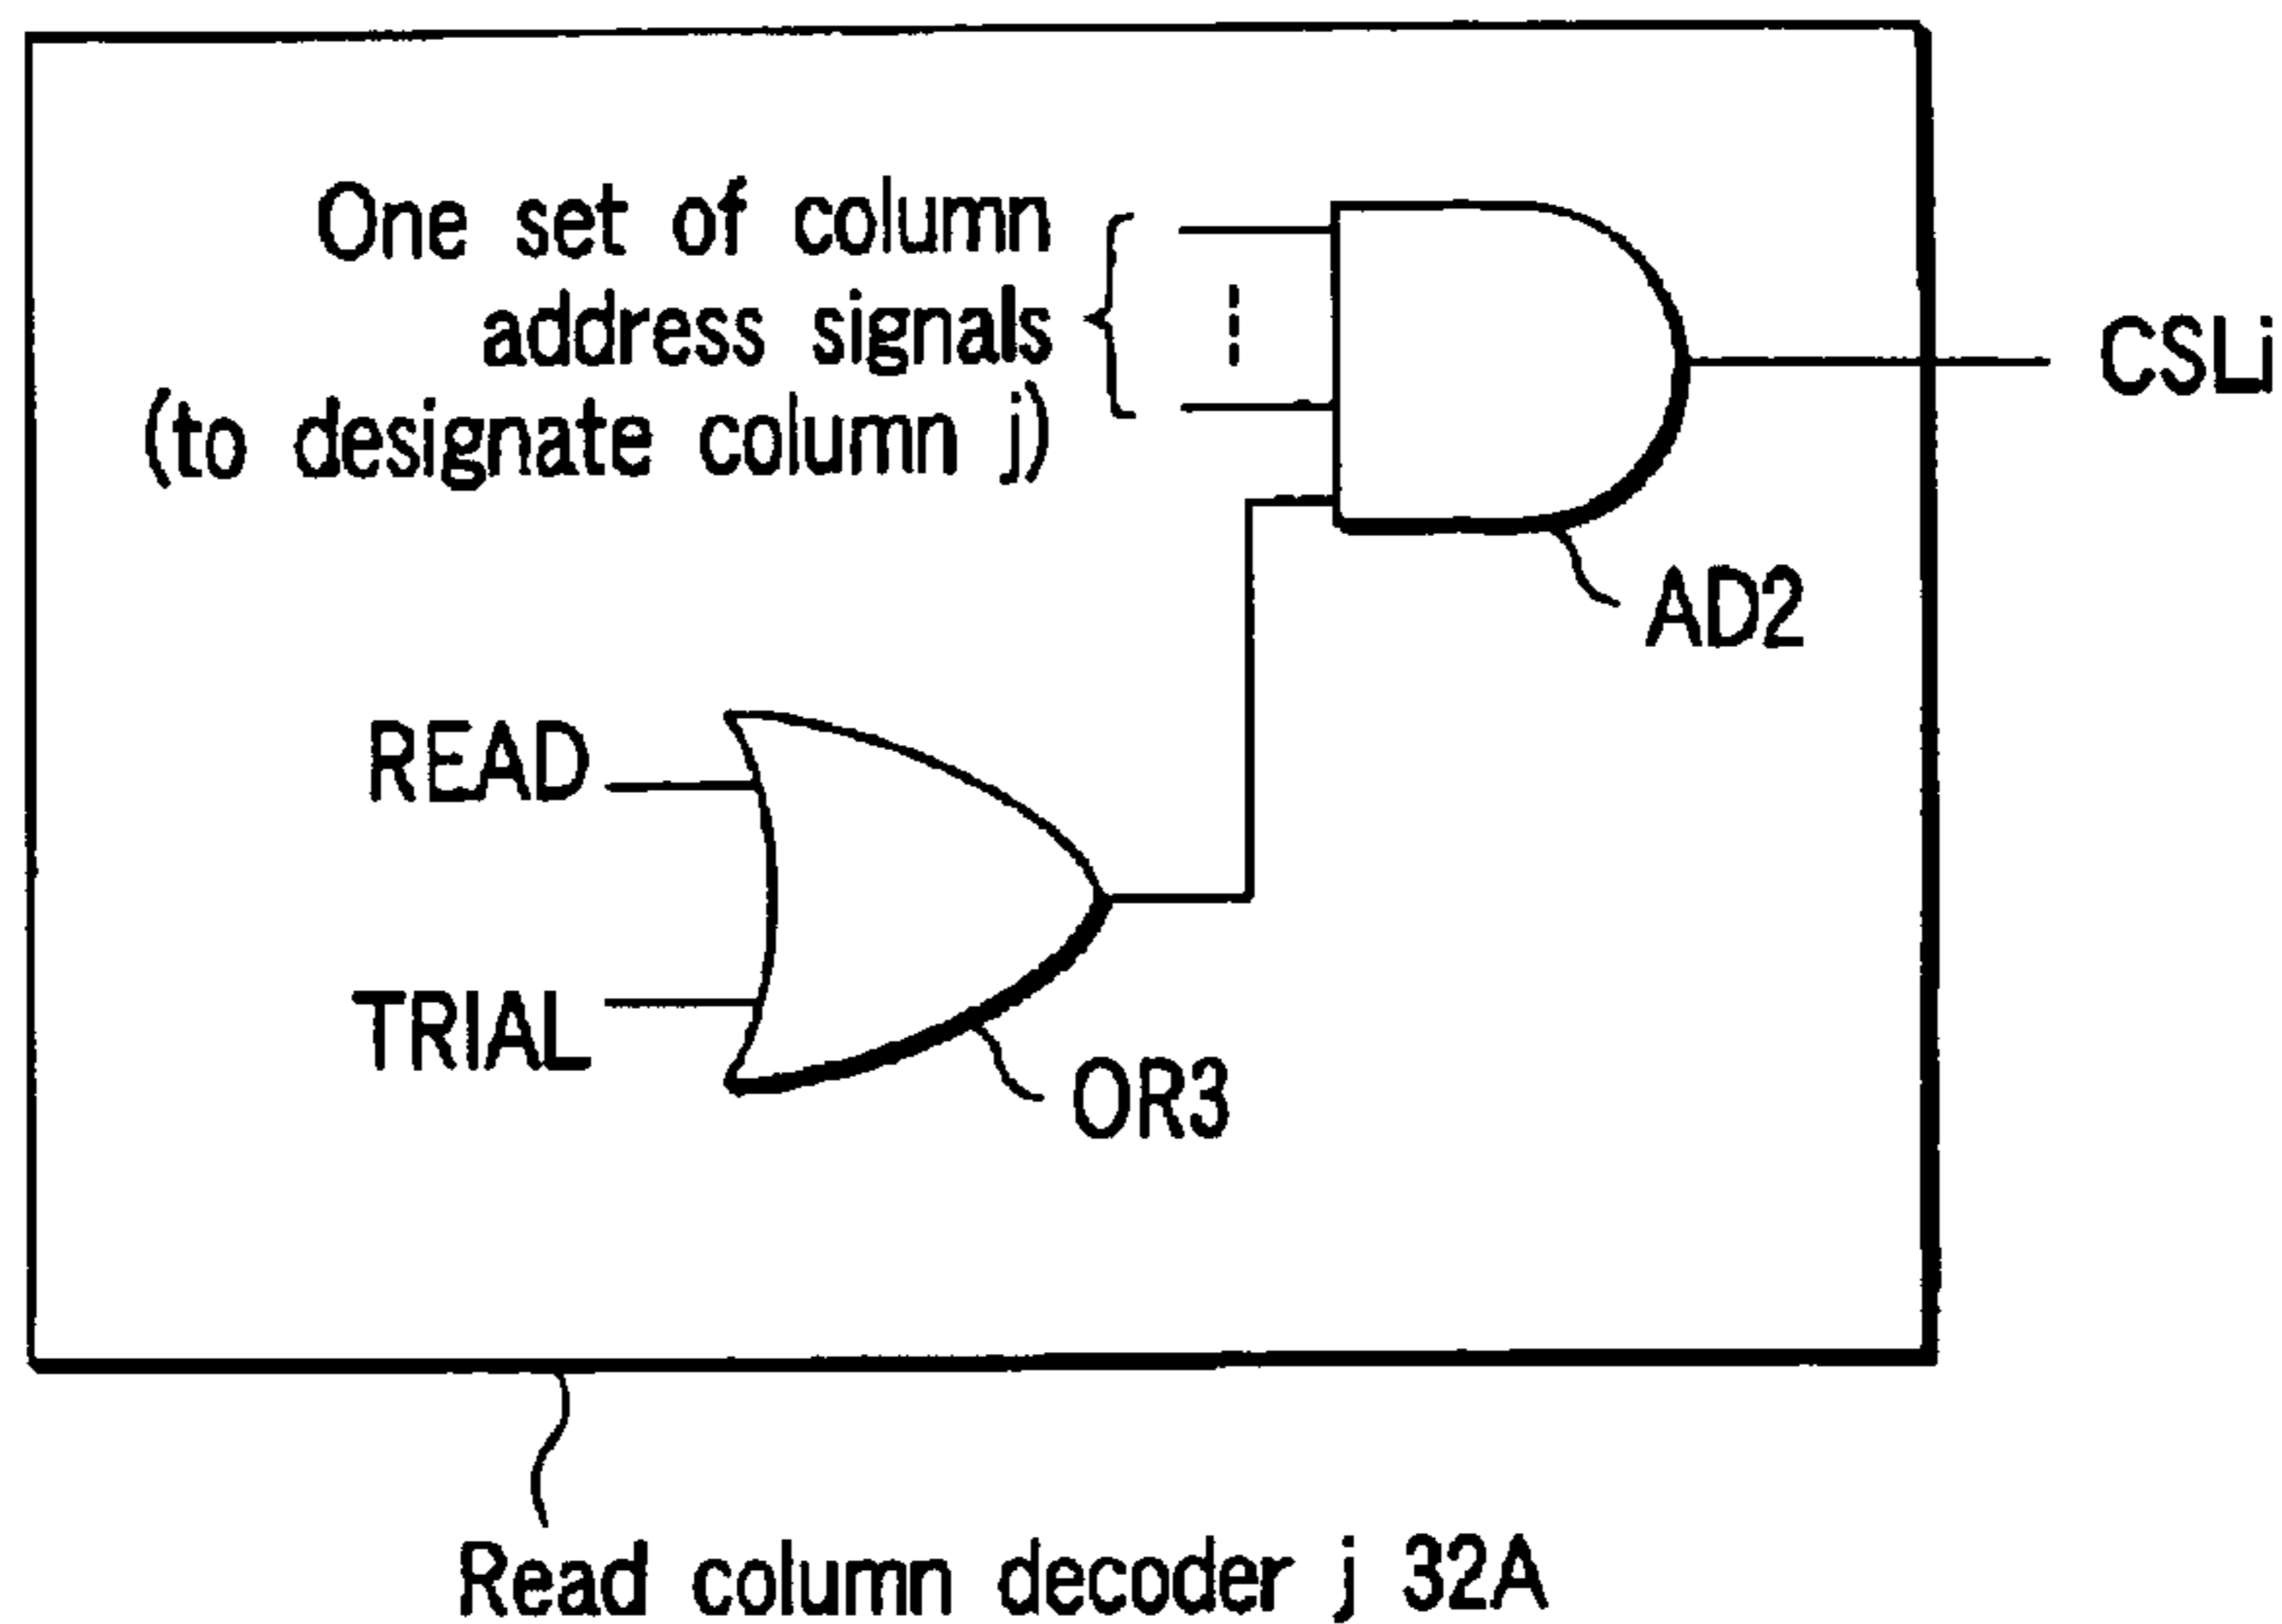 One set of column
address signals
(to designate column j)
CSLi
AD2
READ
TRIAL
OR3
Read column decoder j 32A